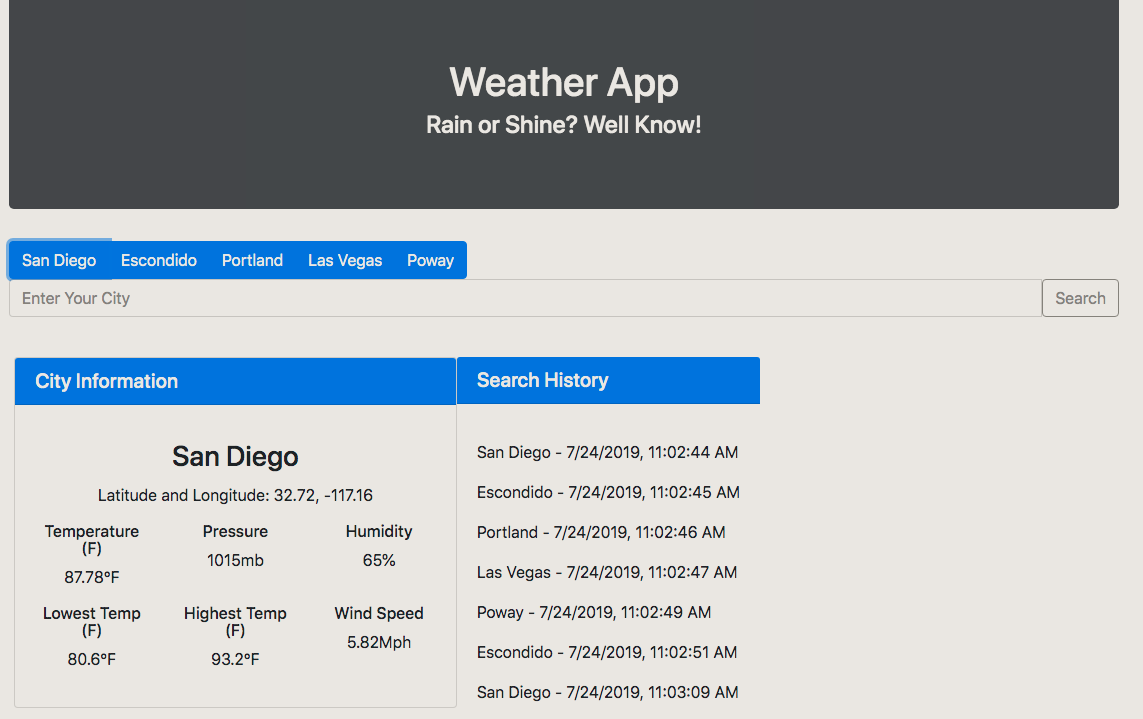 Weather App
Rain or Shine? Well Know!
San Diego Escondido Portland Las Vegas Poway
Enter Your City Search
City Information
San Diego
Latitude and Longitude: 32.72, -117.16
Temperature (F)
87.78°F
Pressure
1015mb
Humidity
65%
Lowest Temp (F)
80.6°F
Highest Temp (F)
93.2°F
Wind Speed
5.82Mph
Search History
San Diego - 7/24/2019, 11:02:44 AM
Escondido - 7/24/2019, 11:02:45 AM
Portland - 7/24/2019, 11:02:46 AM
Las Vegas - 7/24/2019, 11:02:47 AM
Poway - 7/24/2019, 11:02:49 AM
Escondido - 7/24/2019, 11:02:51 AM
San Diego - 7/24/2019, 11:03:09 AM